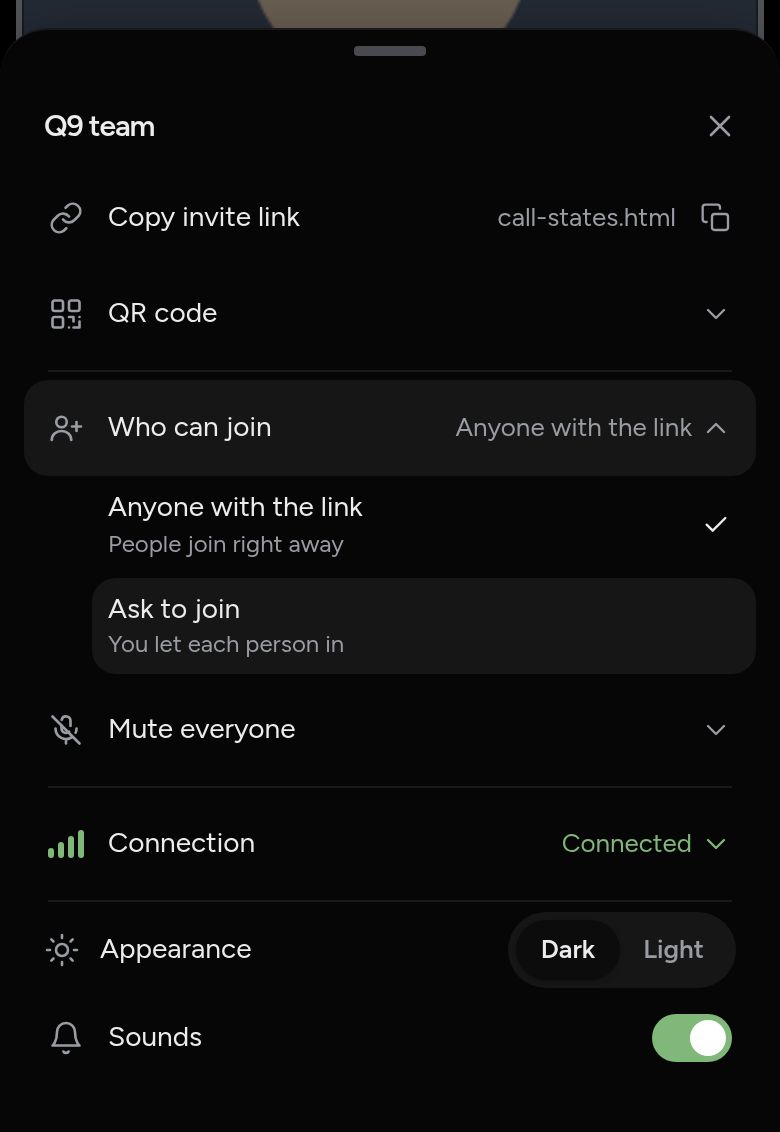 Q9 team
Copy invite link call-states.html
QR code
Who can join Anyone with the link
Anyone with the link
People join right away
Ask to join
You let each person in
Mute everyone
Connection Connected
Appearance Dark Light
Sounds